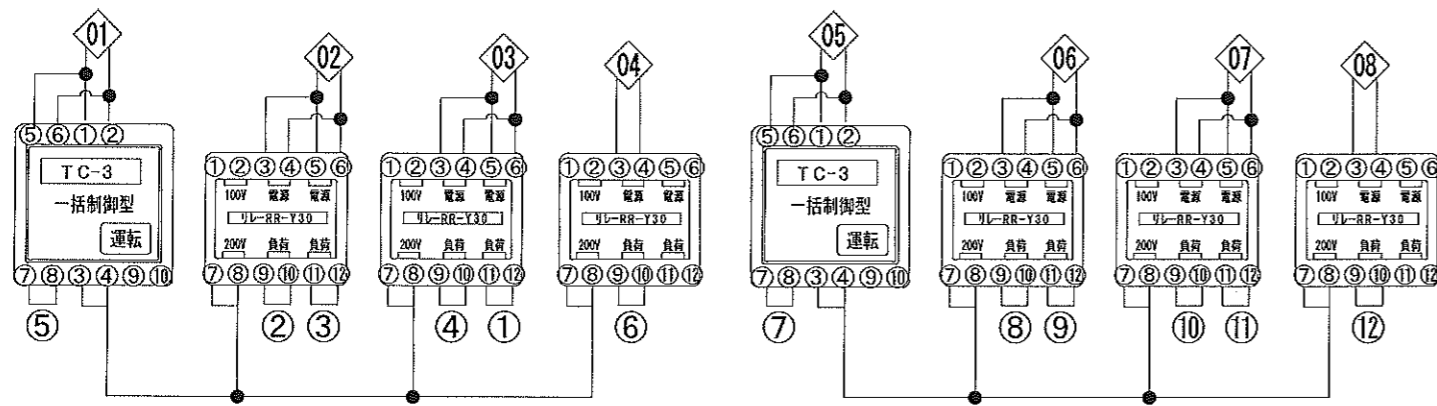 01 02 03 04 05 06 07 08
⑤⑥①② ①②③④⑤⑥ ①②③④⑤⑥ ①②③④⑤⑥ ⑤⑥①② ①②③④⑤⑥ ①②③④⑤⑥ ①②③④⑤⑥
TC-3 TC-3
100V 電源 電源 100V 電源 電源 100V 電源 電源 100V 電源 電源 100V 電源 電源 100V 電源 電源
一括制御型 リレーRR-Y30 リレーRR-Y30 リレーRR-Y30 一括制御型 リレーRR-Y30 リレーRR-Y30 リレーRR-Y30
運転 200V 負荷 負荷 200V 負荷 負荷 200V 負荷 負荷 運転 200V 負荷 負荷 200V 負荷 負荷 200V 負荷 負荷
⑦⑧③④⑨⑩ ⑦⑧⑨⑩⑪⑫ ⑦⑧⑨⑩⑪⑫ ⑦⑧⑨⑩⑪⑫ ⑦⑧③④⑨⑩ ⑦⑧⑨⑩⑪⑫ ⑦⑧⑨⑩⑪⑫ ⑦⑧⑨⑩⑪⑫
⑤ ② ③ ④ ① ⑥ ⑦ ⑧ ⑨ ⑩ ⑪ ⑫